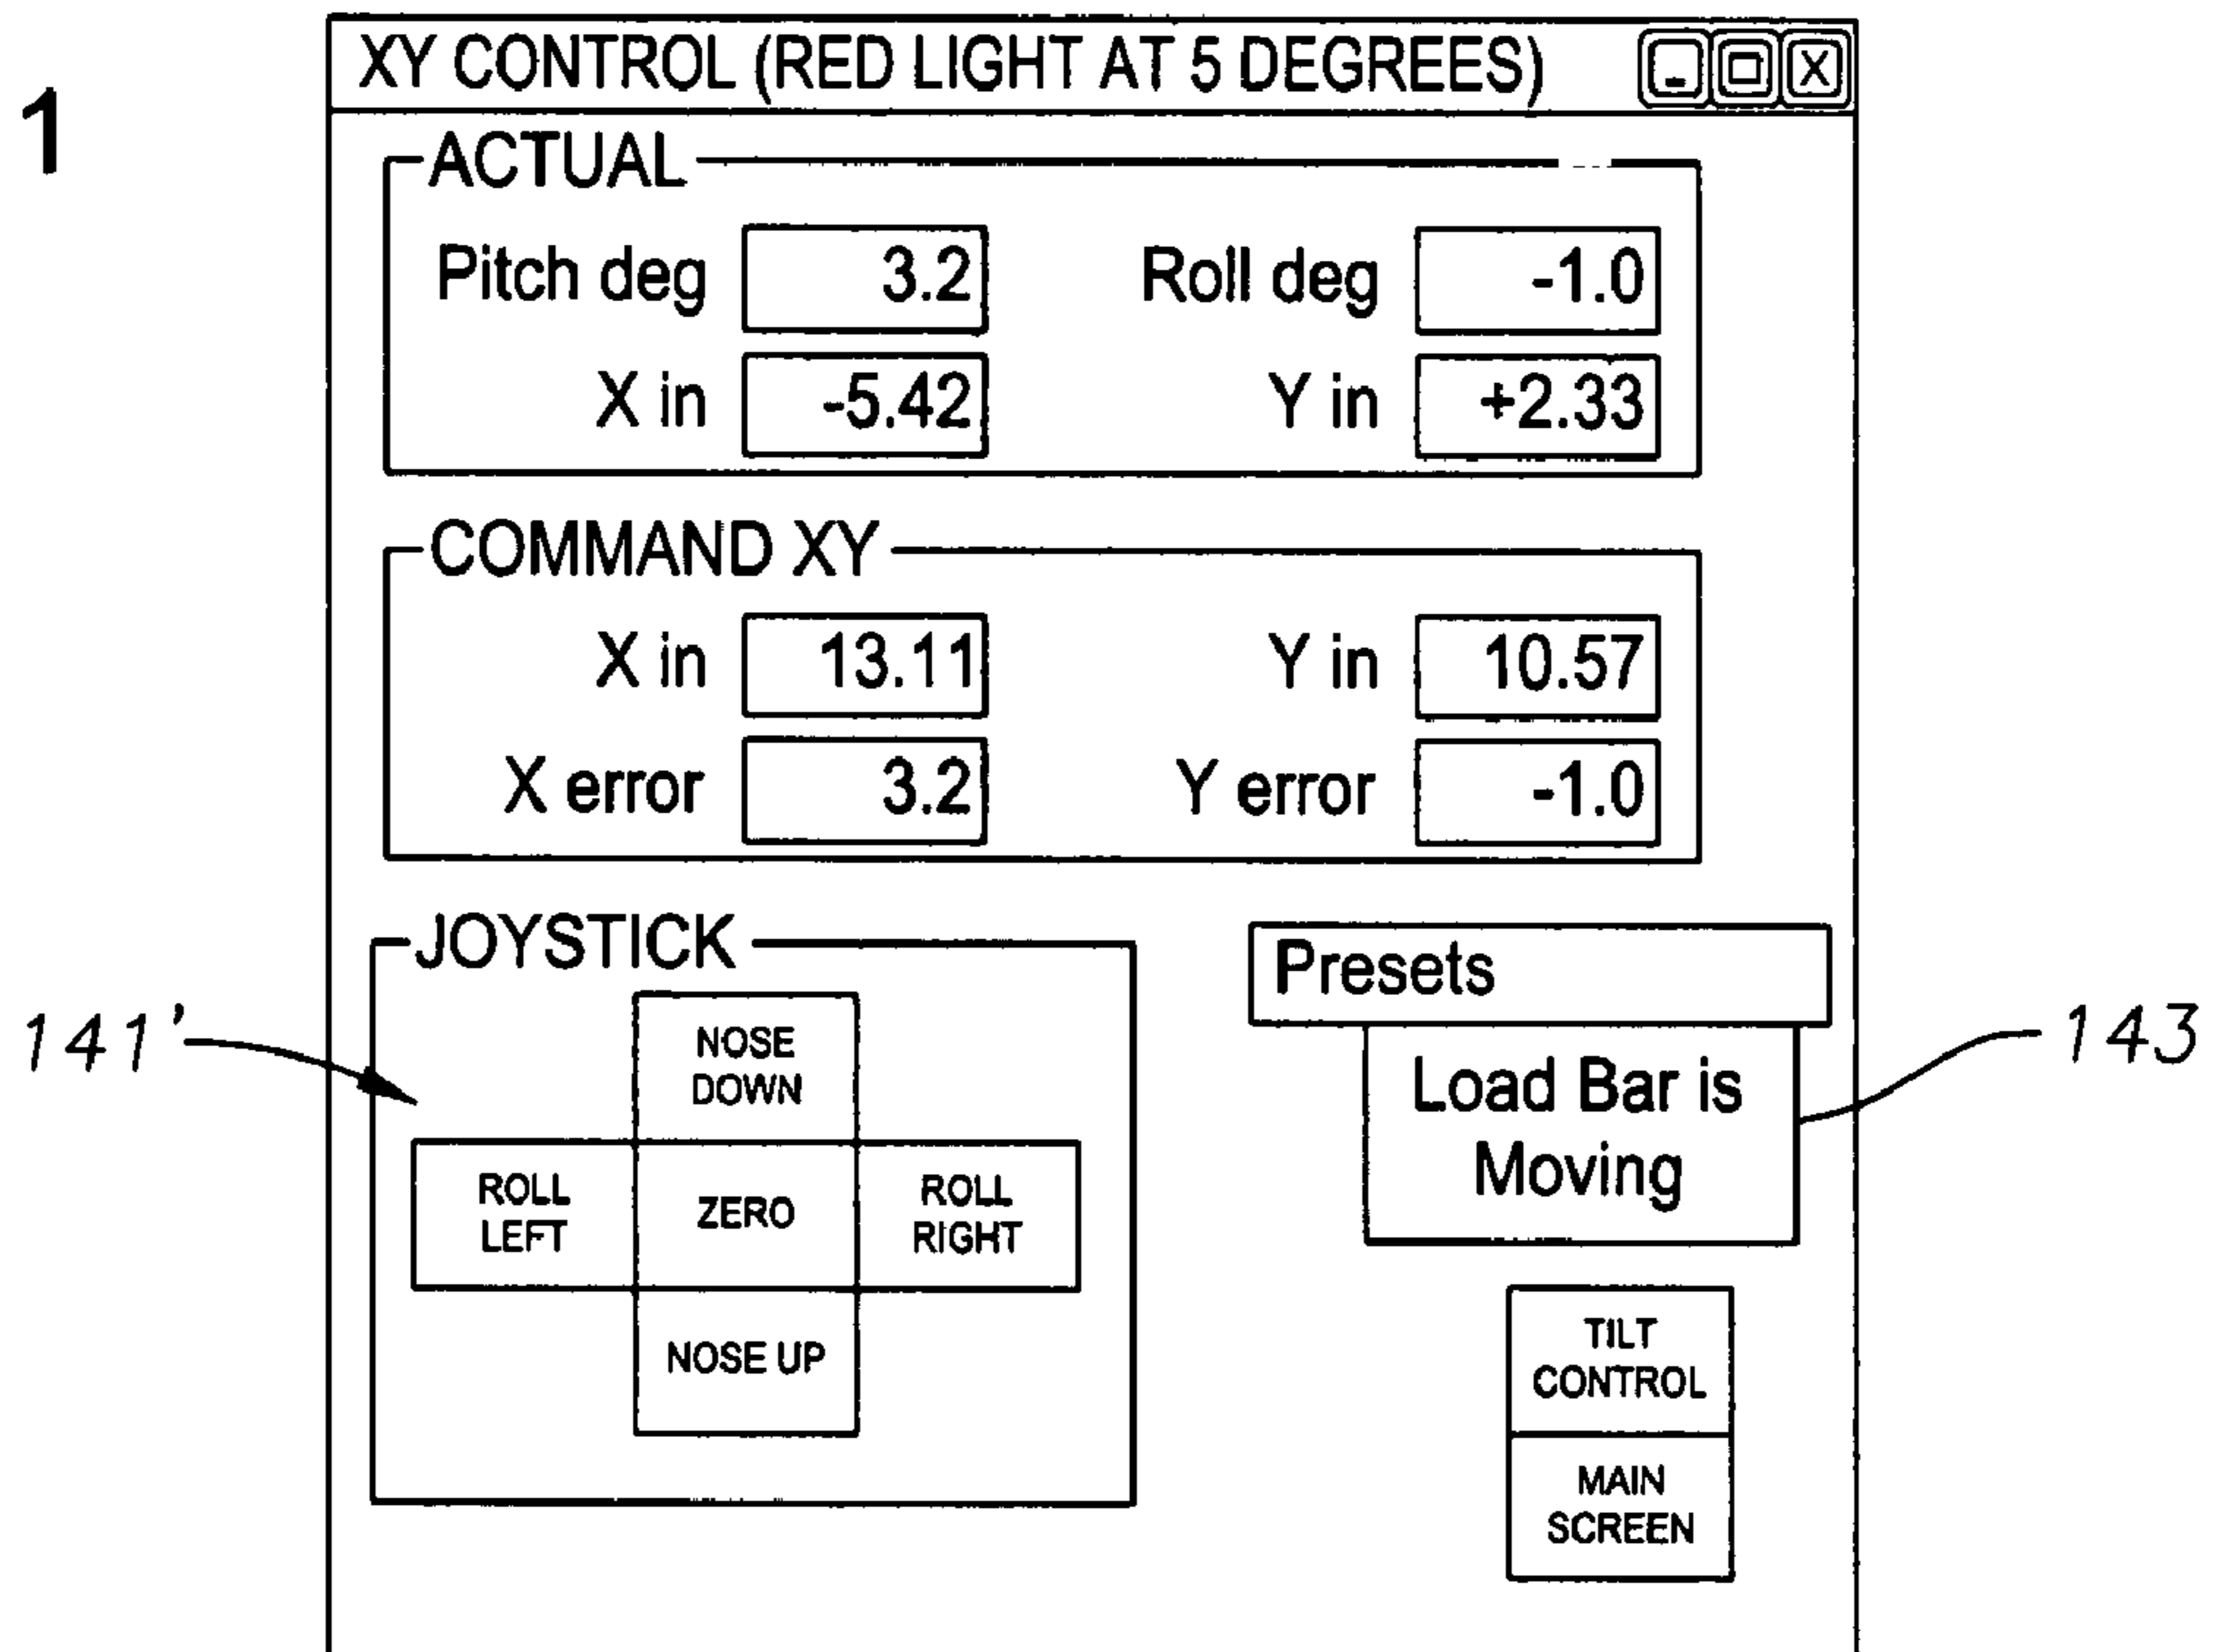 1
XY CONTROL (RED LIGHT AT 5 DEGREES) - X
ACTUAL
Pitch deg 3.2 Roll deg -1.0
X in -5.42 Y in +2.33
COMMAND XY
X in 13.11 Y in 10.57
X error 3.2 Y error -1.0
JOYSTICK
NOSE
DOWN
ROLL
LEFT
ZERO
ROLL
RIGHT
NOSE UP
141'
Presets
Load Bar is
Moving
143
TILT
CONTROL
MAIN
SCREEN